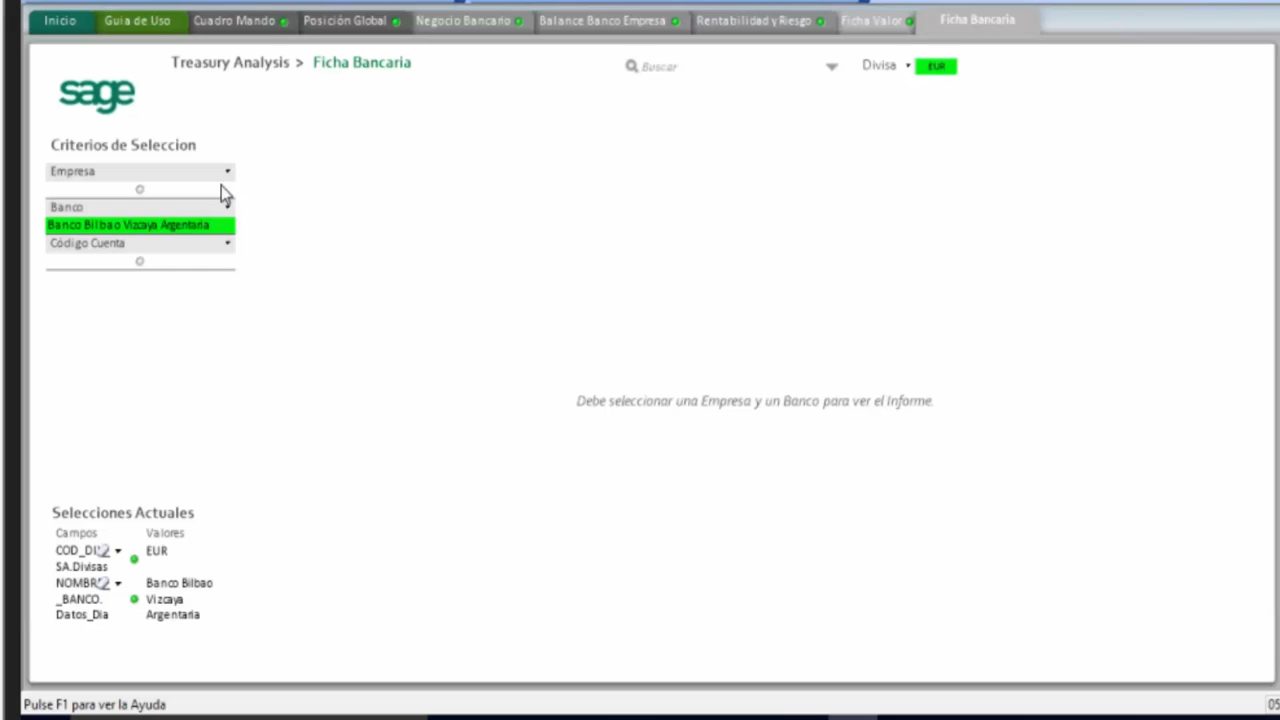 Inicio Guia de Uso Cuadro Mando Posición Global Negocio Bancario Balance Banco Empresa Rentabilidad y Riesgo Ficha Valor Ficha Bancaria
Treasury Analysis > Ficha Bancaria
Buscar
Divisa EUR
sage
Criterios de Seleccion
Empresa
Banco
Banco Bilbao Vizcaya Argentaria
Código Cuenta
Debe seleccionar una Empresa y un Banco para ver el Informe.
Selecciones Actuales
Campos Valores
COD_DI EUR
SA.Divisas
NOMBR Banco Bilbao
_BANCO. Vizcaya
Datos_Dia Argentaria
Pulse F1 para ver la Ayuda
05